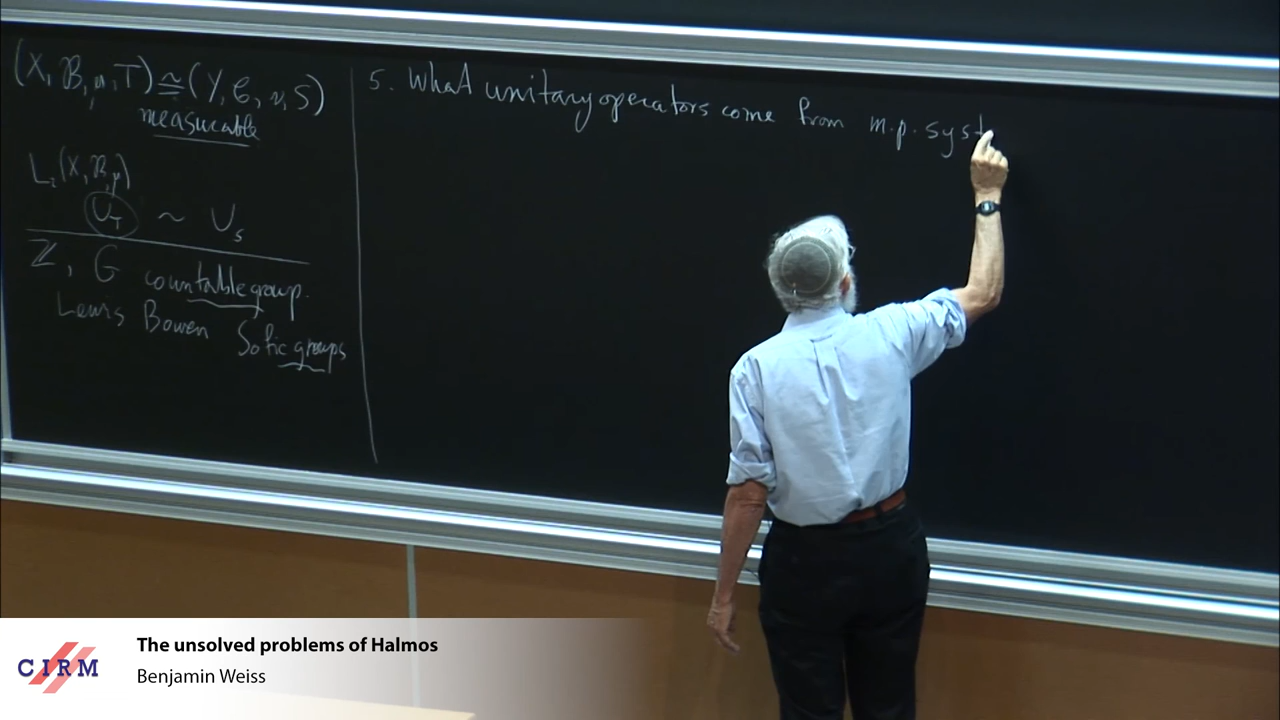 (X, B, μ, T) ≅ (Y, C, ν, S)
measurable
L₂(X, B, μ)
U_T ~ U_S
Z, G countable group.
Lewis Bowen Sofic groups
5. What unitary operators come from m.p. syst
CIRM
The unsolved problems of Halmos
Benjamin Weiss